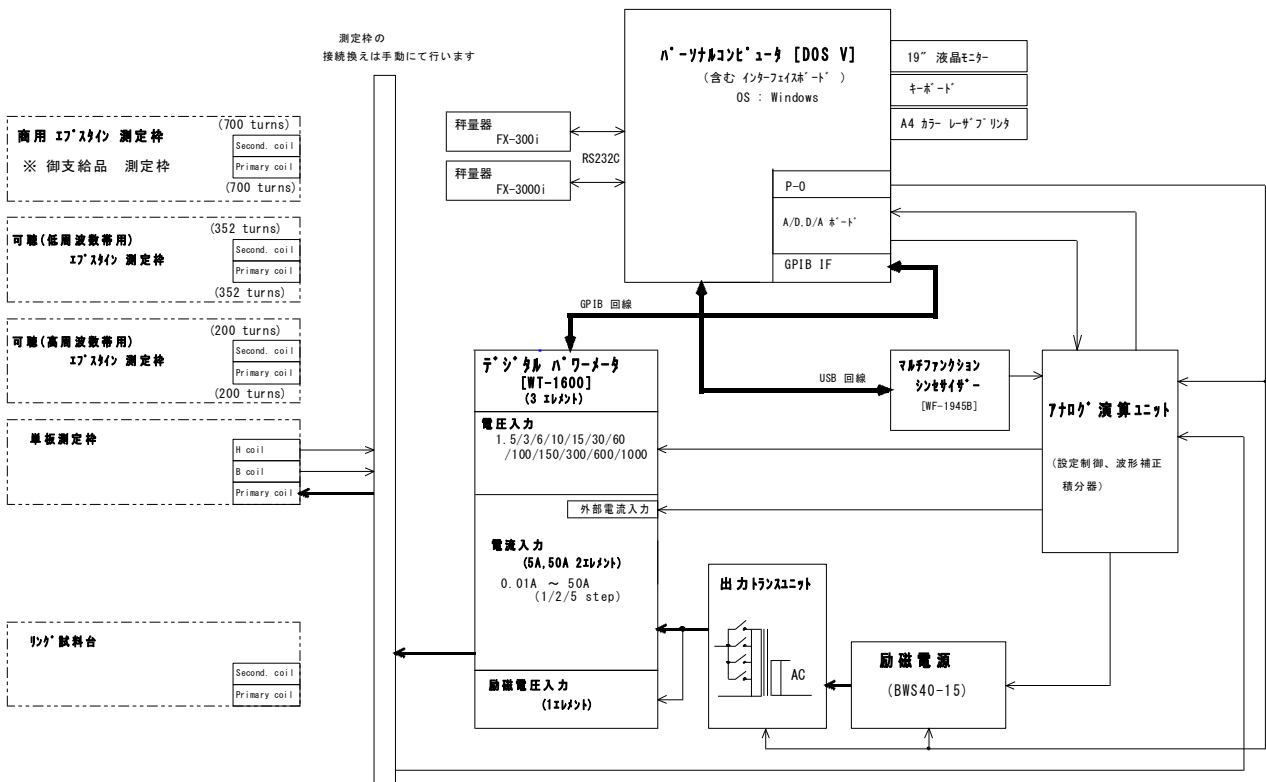 測定枠の
接続換えは手動にて行います
ﾊﾟｰｿﾅﾙｺﾝﾋﾟｭｰﾀ [DOS V]
(含む ｲﾝﾀｰﾌｪｲｽﾎﾞｰﾄﾞ )
OS : Windows
19” 液晶ﾓﾆﾀｰ
ｷｰﾎﾞｰﾄﾞ
A4 ｶﾗｰ ﾚｰｻﾞﾌﾟﾘﾝﾀ
秤量器
FX-300i
RS232C
秤量器
FX-3000i
P-O
A/D,D/A ﾎﾞｰﾄﾞ
GPIB IF
(700 turns)
商用 ｴﾌﾟｽﾀｲﾝ 測定枠
Second. coil
※ 御支給品 測定枠
Primary coil
(700 turns)
(352 turns)
可聴(低周波数帯用)
Second. coil
ｴﾌﾟｽﾀｲﾝ 測定枠
Primary coil
(352 turns)
(200 turns)
可聴(高周波数帯用)
Second. coil
ｴﾌﾟｽﾀｲﾝ 測定枠
Primary coil
(200 turns)
単板測定枠
H coil
B coil
Primary coil
ﾘﾝｸﾞ試料台
Second. coil
Primary coil
GPIB 回線
USB 回線
デジタル パワーメータ
[WT-1600]
(3 ｴﾚﾒﾝﾄ)
電圧入力
1.5/3/6/10/15/30/60
/100/150/300/600/1000
外部電流入力
電流入力
(5A,50A 2ｴﾚﾒﾝﾄ)
0.01A ～ 50A
(1/2/5 step)
励磁電圧入力
(1ｴﾚﾒﾝﾄ)
マルチファンクション
シンセサイザー
[WF-1945B]
ｱﾅﾛｸﾞ演算ﾕﾆｯﾄ
(設定制御、波形補正
積分器)
出力ﾄﾗﾝｽﾕﾆｯﾄ
AC
励磁電源
(BWS40-15)